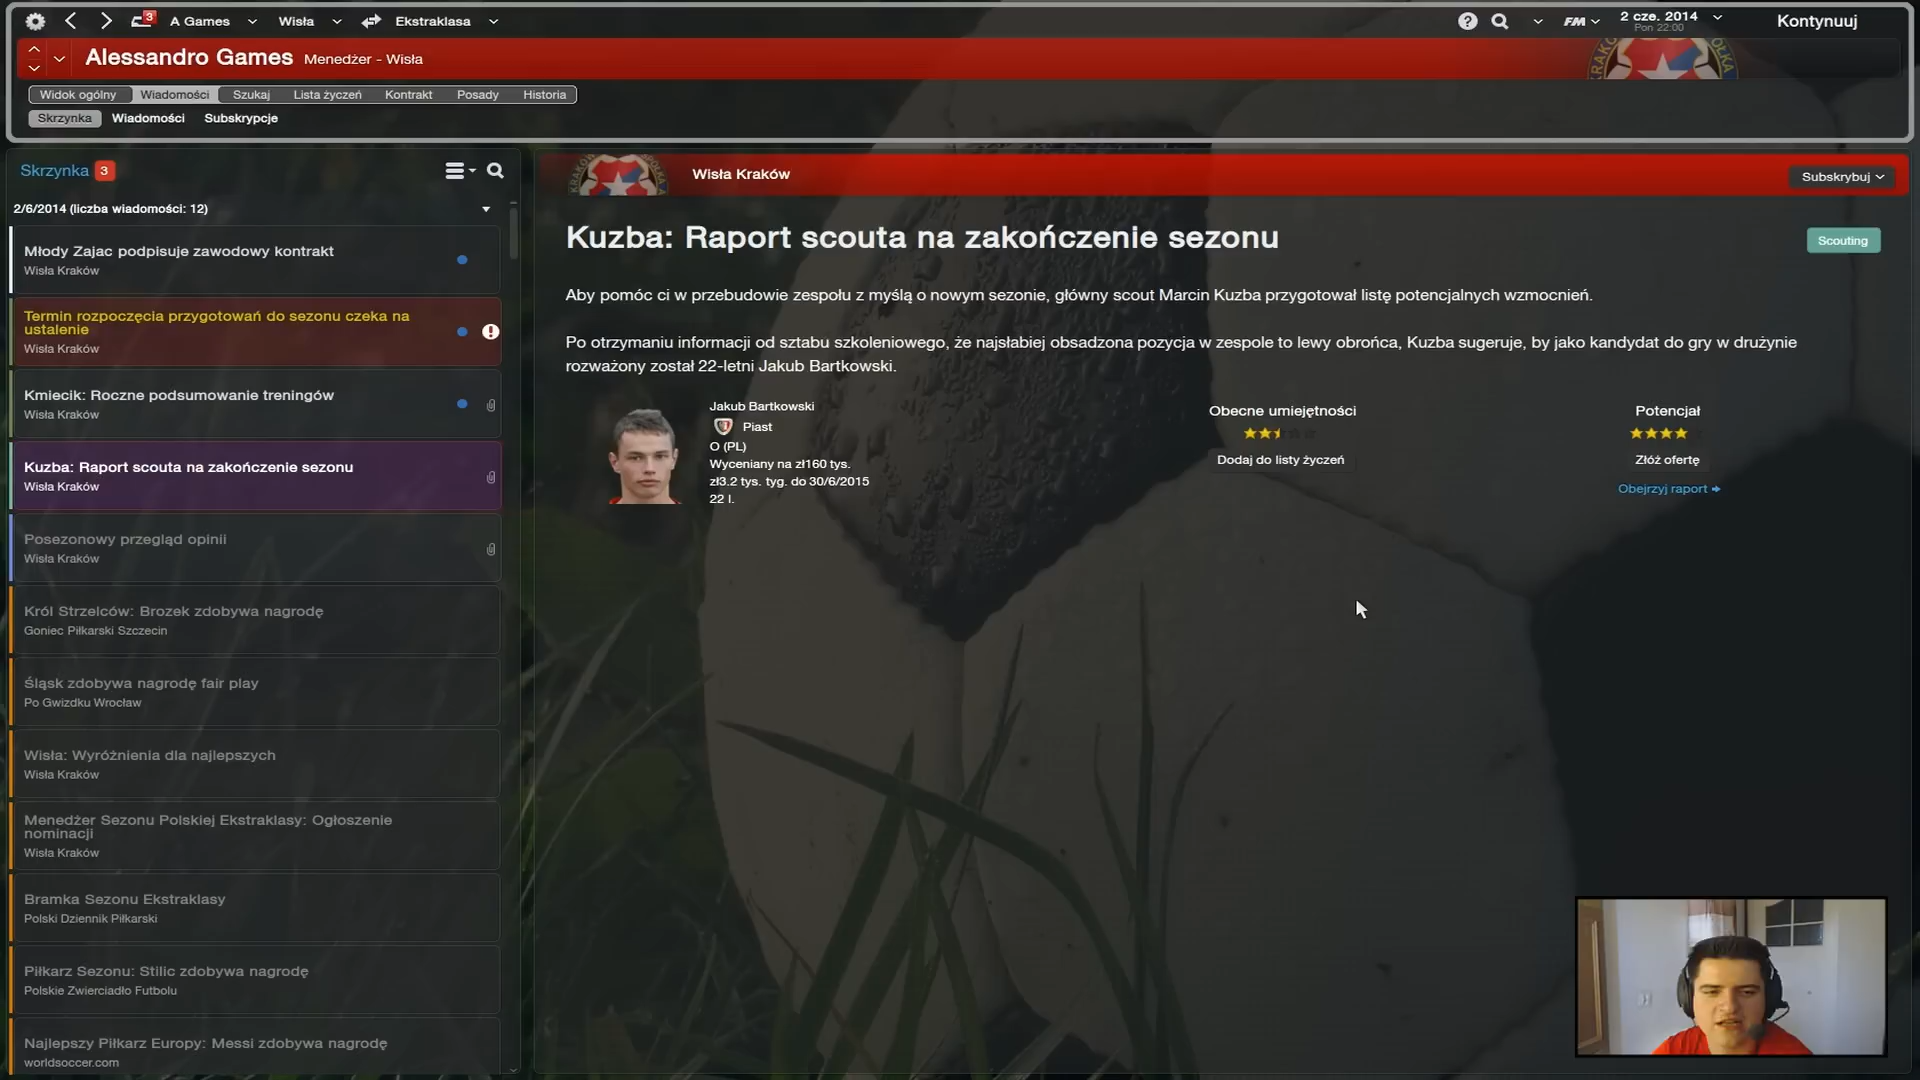 3
A Games
Wisła
Ekstraklasa
FM
2 cze. 2014
Pon 22:00
Kontynuuj
Alessandro Games
Menedżer - Wisła
Widok ogólny
Wiadomości
Szukaj
Lista życzeń
Kontrakt
Posady
Historia
Skrzynka
Wiadomości
Subskrypcje
Skrzynka 3
2/6/2014 (liczba wiadomości: 12)
Młody Zajac podpisuje zawodowy kontrakt
Wisła Kraków
Termin rozpoczęcia przygotowań do sezonu czeka na
ustalenie
Wisła Kraków
Kmiecik: Roczne podsumowanie treningów
Wisła Kraków
Kuzba: Raport scouta na zakończenie sezonu
Wisła Kraków
Posezonowy przegląd opinii
Wisła Kraków
Król Strzelców: Brozek zdobywa nagrodę
Goniec Piłkarski Szczecin
Śląsk zdobywa nagrodę fair play
Po Gwizdku Wrocław
Wisła: Wyróżnienia dla najlepszych
Wisła Kraków
Menedżer Sezonu Polskiej Ekstraklasy: Ogłoszenie
nominacji
Wisła Kraków
Bramka Sezonu Ekstraklasy
Polski Dziennik Piłkarski
Piłkarz Sezonu: Stilic zdobywa nagrodę
Polskie Zwierciadło Futbolu
Najlepszy Piłkarz Europy: Messi zdobywa nagrodę
worldsoccer.com
Wisła Kraków
Subskrybuj
Kuzba: Raport scouta na zakończenie sezonu
Scouting
Aby pomóc ci w przebudowie zespołu z myślą o nowym sezonie, główny scout Marcin Kuzba przygotował listę potencjalnych wzmocnień.
Po otrzymaniu informacji od sztabu szkoleniowego, że najsłabiej obsadzona pozycja w zespole to lewy obrońca, Kuzba sugeruje, by jako kandydat do gry w drużynie
rozważony został 22-letni Jakub Bartkowski.
Jakub Bartkowski
Piast
O (PL)
Wyceniany na zł160 tys.
zł3.2 tys. tyg. do 30/6/2015
22 l.
Obecne umiejętności
Dodaj do listy życzeń
Potencjał
Złóż ofertę
Obejrzyj raport